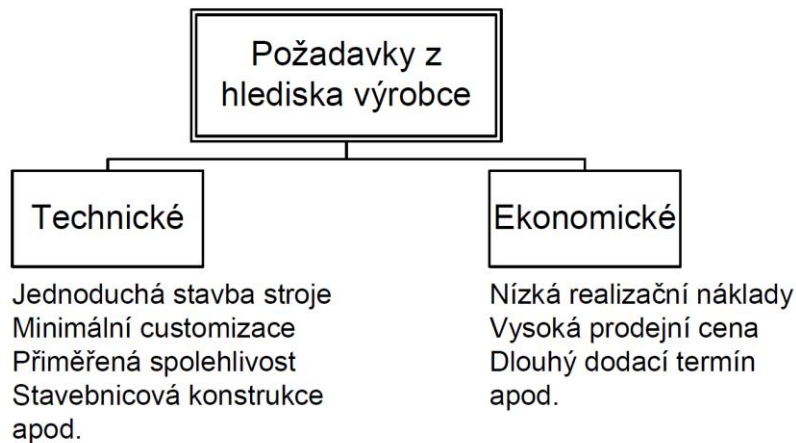 Požadavky z
hlediska výrobce
Technické
Jednoduchá stavba stroje
Minimální customizace
Přiměřená spolehlivost
Stavebnicová konstrukce
apod.
Ekonomické
Nízká realizační náklady
Vysoká prodejní cena
Dlouhý dodací termín
apod.